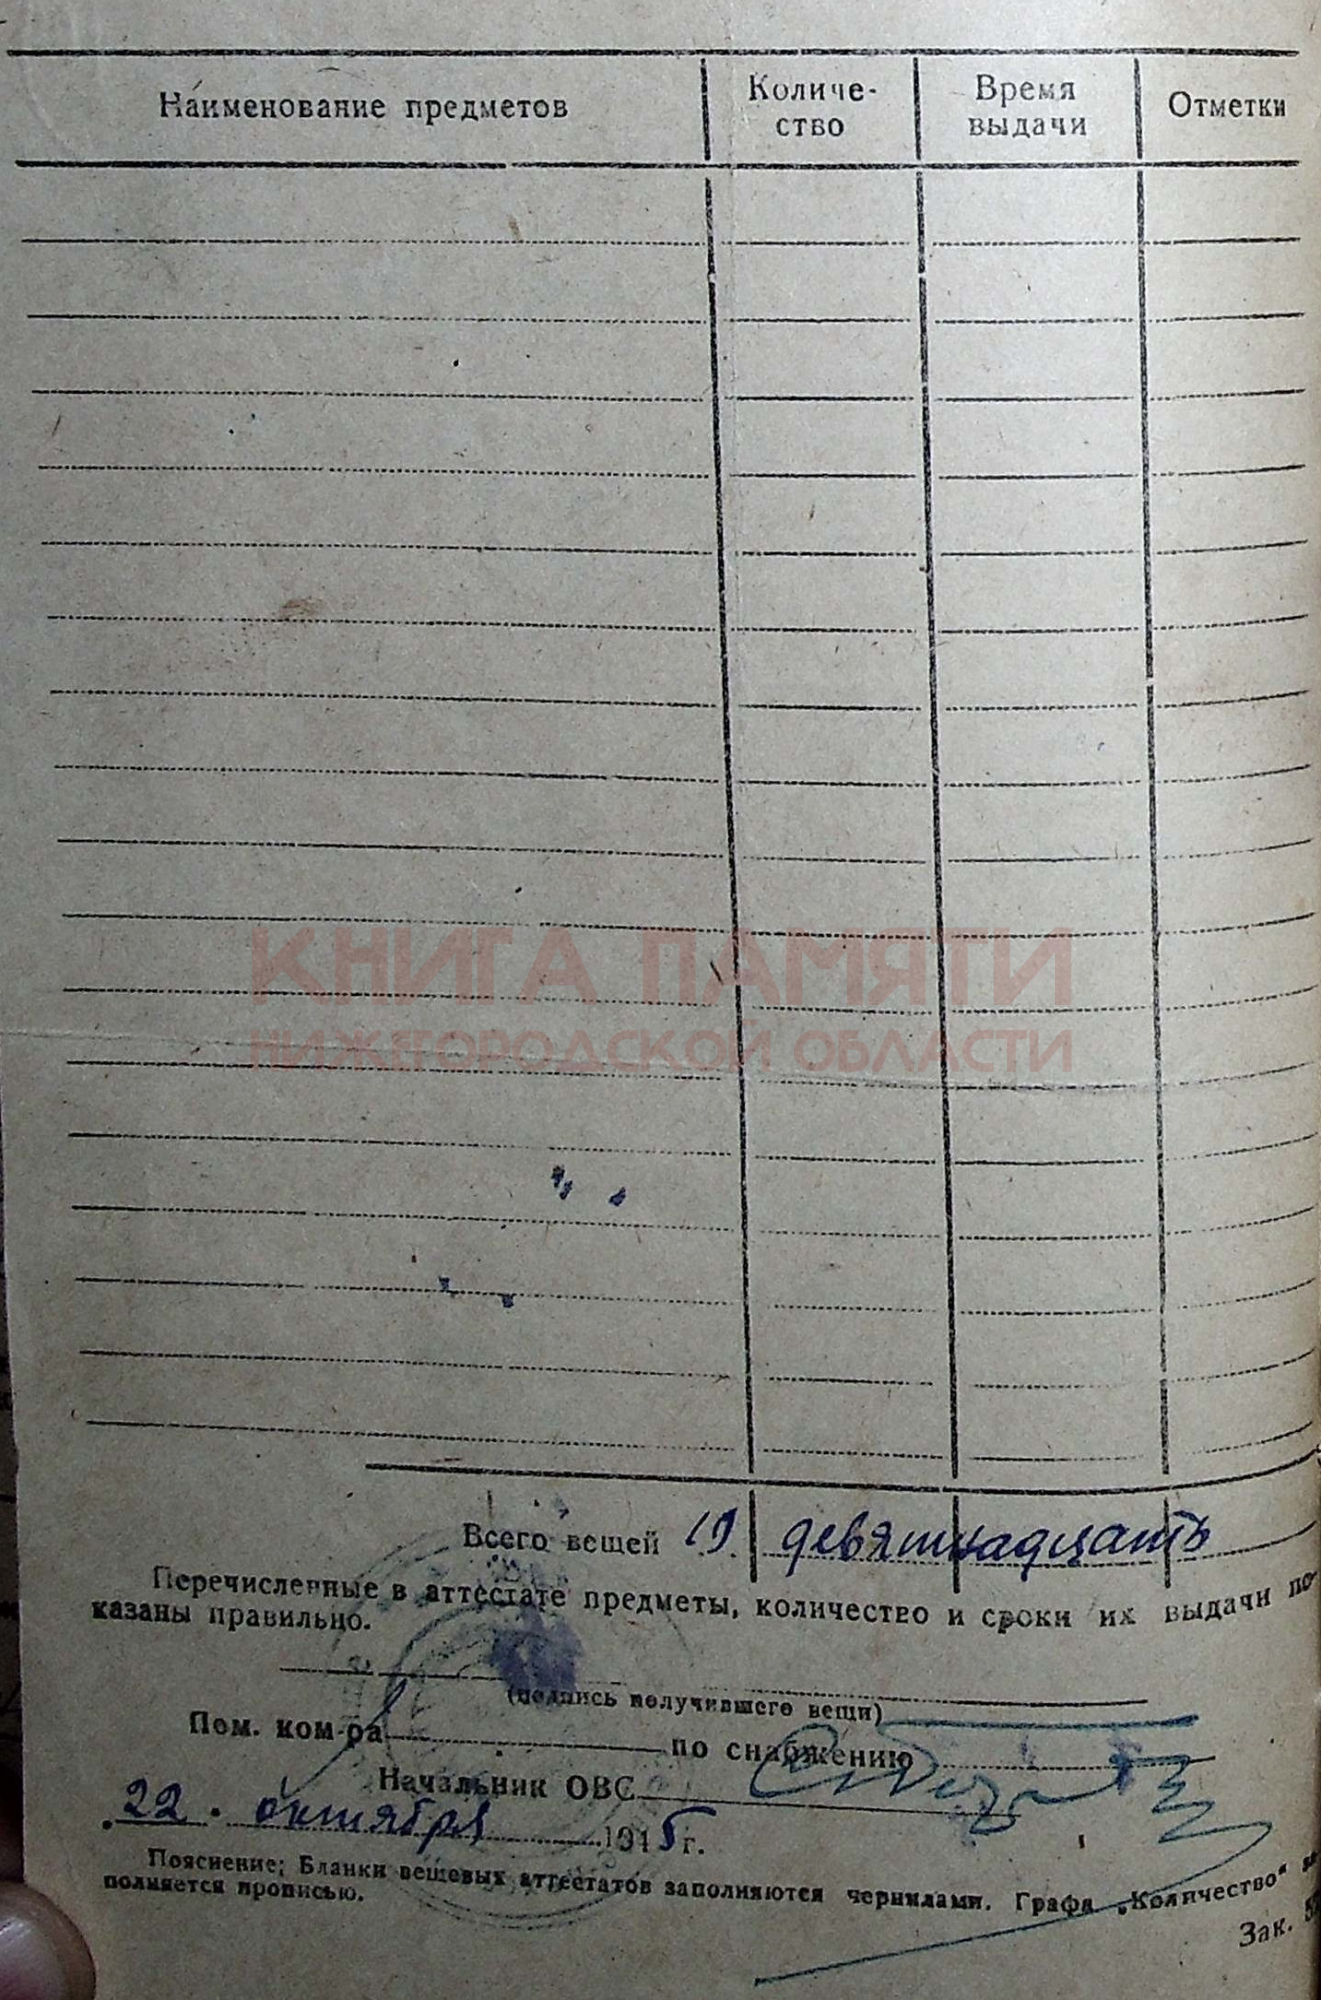 Наименование предметов
Количе-
ство
Время
выдачи
Отметки
КНИГА ПАМЯТИ
НИЖЕГОРОДСКОЙ ОБЛАСТИ
Всего вещей 19 девятнадцать
Перечисленные в аттестате предметы, количество и сроки их выдачи по-
казаны правильно.
(подпись получившего вещи)
Пом. ком-ра по снабжению
Начальник ОВС
22. октября 1945 г.
Пояснение: Бланки вещевых аттестатов заполняются чернилами. Графа „Количество“ за-
полняется прописью.
Зак.